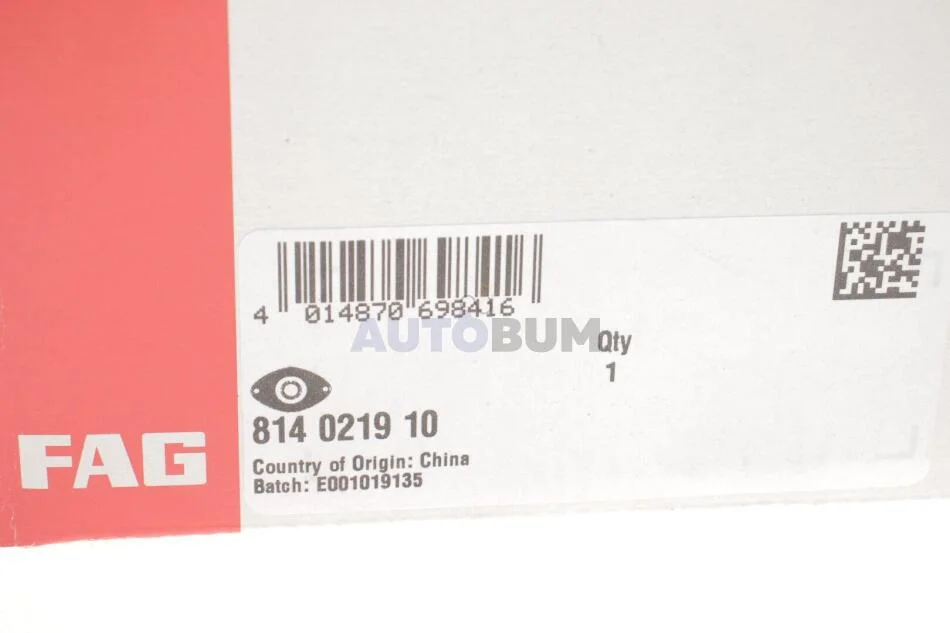 4 014870 698416
AUTOBUM
Qty
1
814 0219 10
FAG
Country of Origin: China
Batch: E001019135